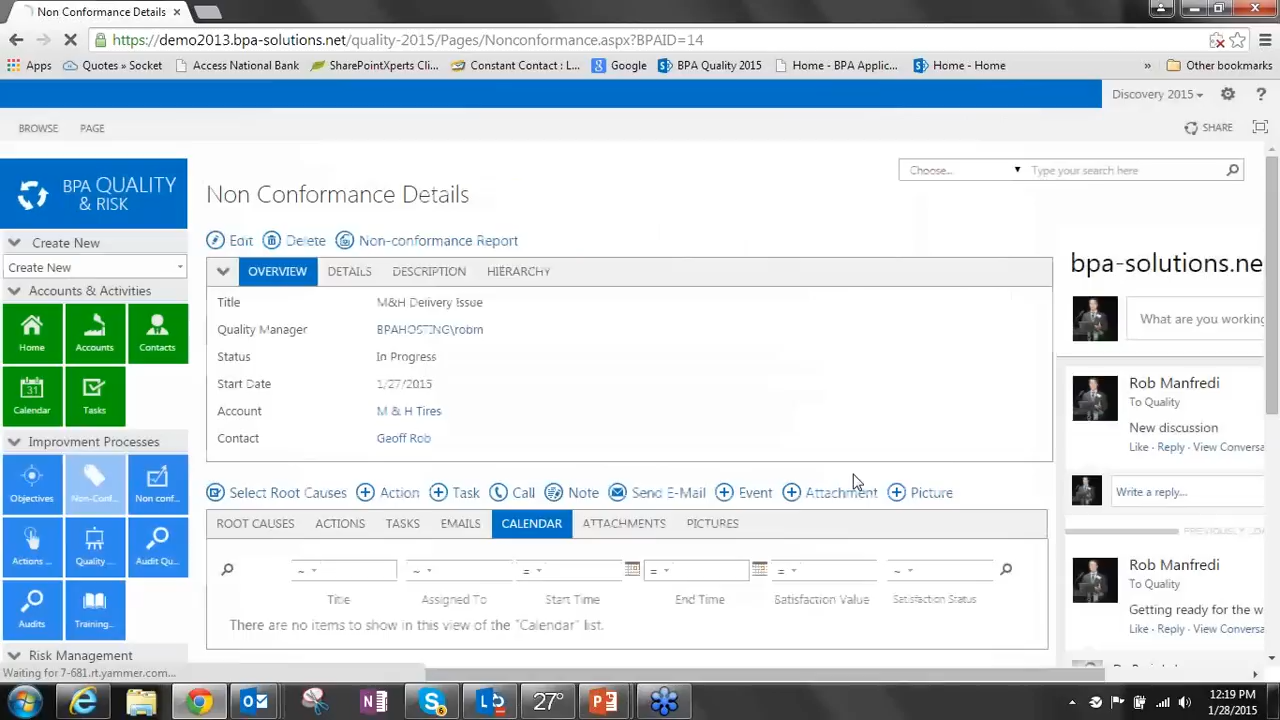 Non Conformance Details
https://demo2013.bpa-solutions.net/quality-2015/Pages/Nonconformance.aspx?BPAID=14
Apps Quotes » Socket Access National Bank SharePointXperts Cli... Constant Contact : L... Google BPA Quality 2015 Home - BPA Applic... Home - Home » Other bookmarks
Discovery 2015 ?
BROWSE PAGE SHARE
Choose... Type your search here
BPA QUALITY
& RISK
Non Conformance Details
Create New
Create New
Edit Delete Non-conformance Report
Accounts & Activities
OVERVIEW DETAILS DESCRIPTION HIERARCHY
Home Accounts Contacts
Title M&H Delivery Issue
Quality Manager BPAHOSTING\robm
Status In Progress
Start Date 1/27/2015
Account M & H Tires
Contact Geoff Rob
31
Calendar Tasks
Improvment Processes
Objectives Non-Conf... Non conf...
Actions... Quality... Audit Qu...
Audits Training...
Risk Management
Select Root Causes Action Task Call Note Send E-Mail Event Attachment Picture
ROOT CAUSES ACTIONS TASKS EMAILS CALENDAR ATTACHMENTS PICTURES
~ ~ = = = ~
Title Assigned To Start Time End Time Satisfaction Value Satisfaction Status
There are no items to show in this view of the "Calendar" list.
bpa-solutions.ne
What are you working
Rob Manfredi
To Quality
New discussion
Like · Reply · View Conversa
Write a reply...
Rob Manfredi
To Quality
Getting ready for the w
Like · Reply · View Conversa
Waiting for 7-681.rt.yammer.com...
6 27° 12:19 PM
1/28/2015